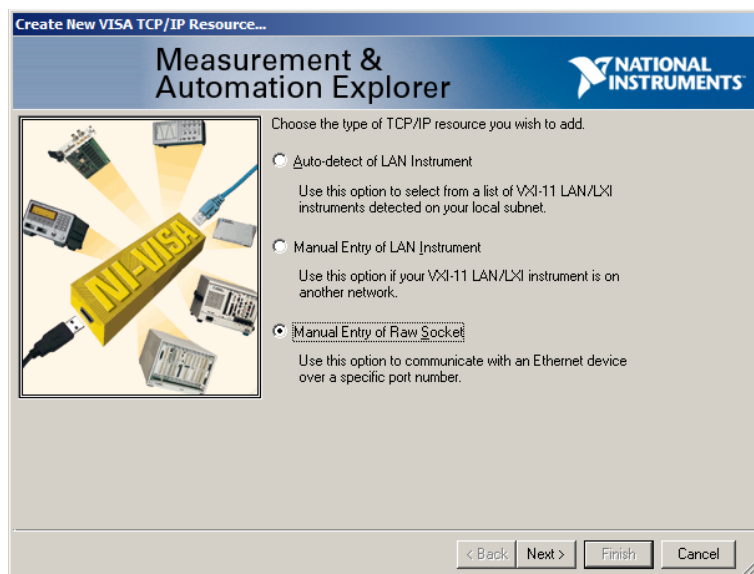 Create New VISA TCP/IP Resource...
Measurement &
Automation Explorer
NATIONAL
INSTRUMENTS
Choose the type of TCP/IP resource you wish to add.
Auto-detect of LAN Instrument
Use this option to select from a list of VXI-11 LAN/LXI
instruments detected on your local subnet.
Manual Entry of LAN Instrument
Use this option if your VXI-11 LAN/LXI instrument is on
another network.
Manual Entry of Raw Socket
Use this option to communicate with an Ethernet device
over a specific port number.
NI-VISA
< Back Next > Finish Cancel